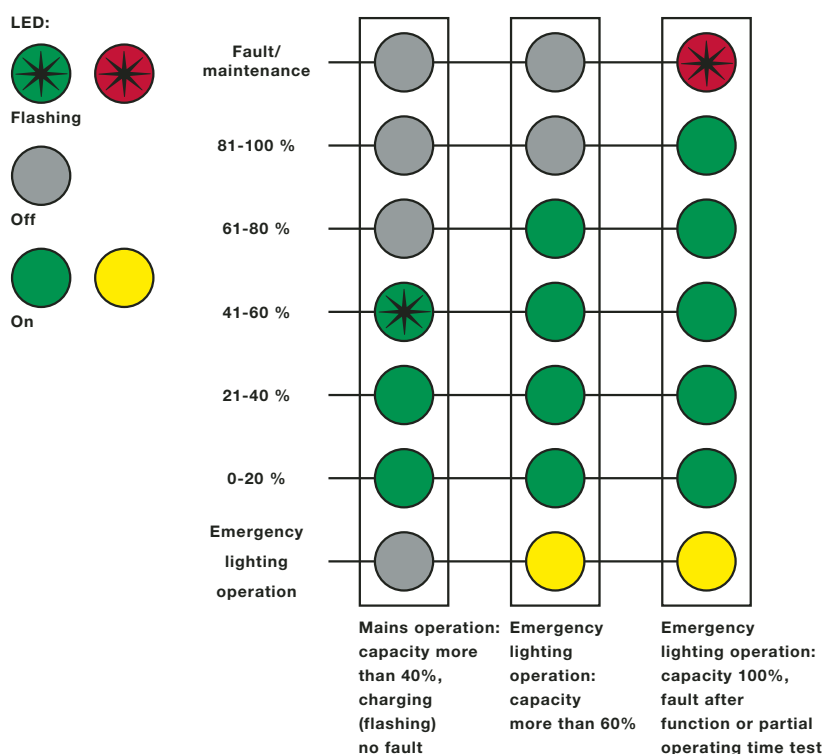 LED:
Flashing
Off
On
Fault/
maintenance
81-100 %
61-80 %
41-60 %
21-40 %
0-20 %
Emergency
lighting
operation
Mains operation:
capacity more
than 40%,
charging
(flashing)
no fault
Emergency
lighting
operation:
capacity
more than 60%
Emergency
lighting operation:
capacity 100%,
fault after
function or partial
operating time test